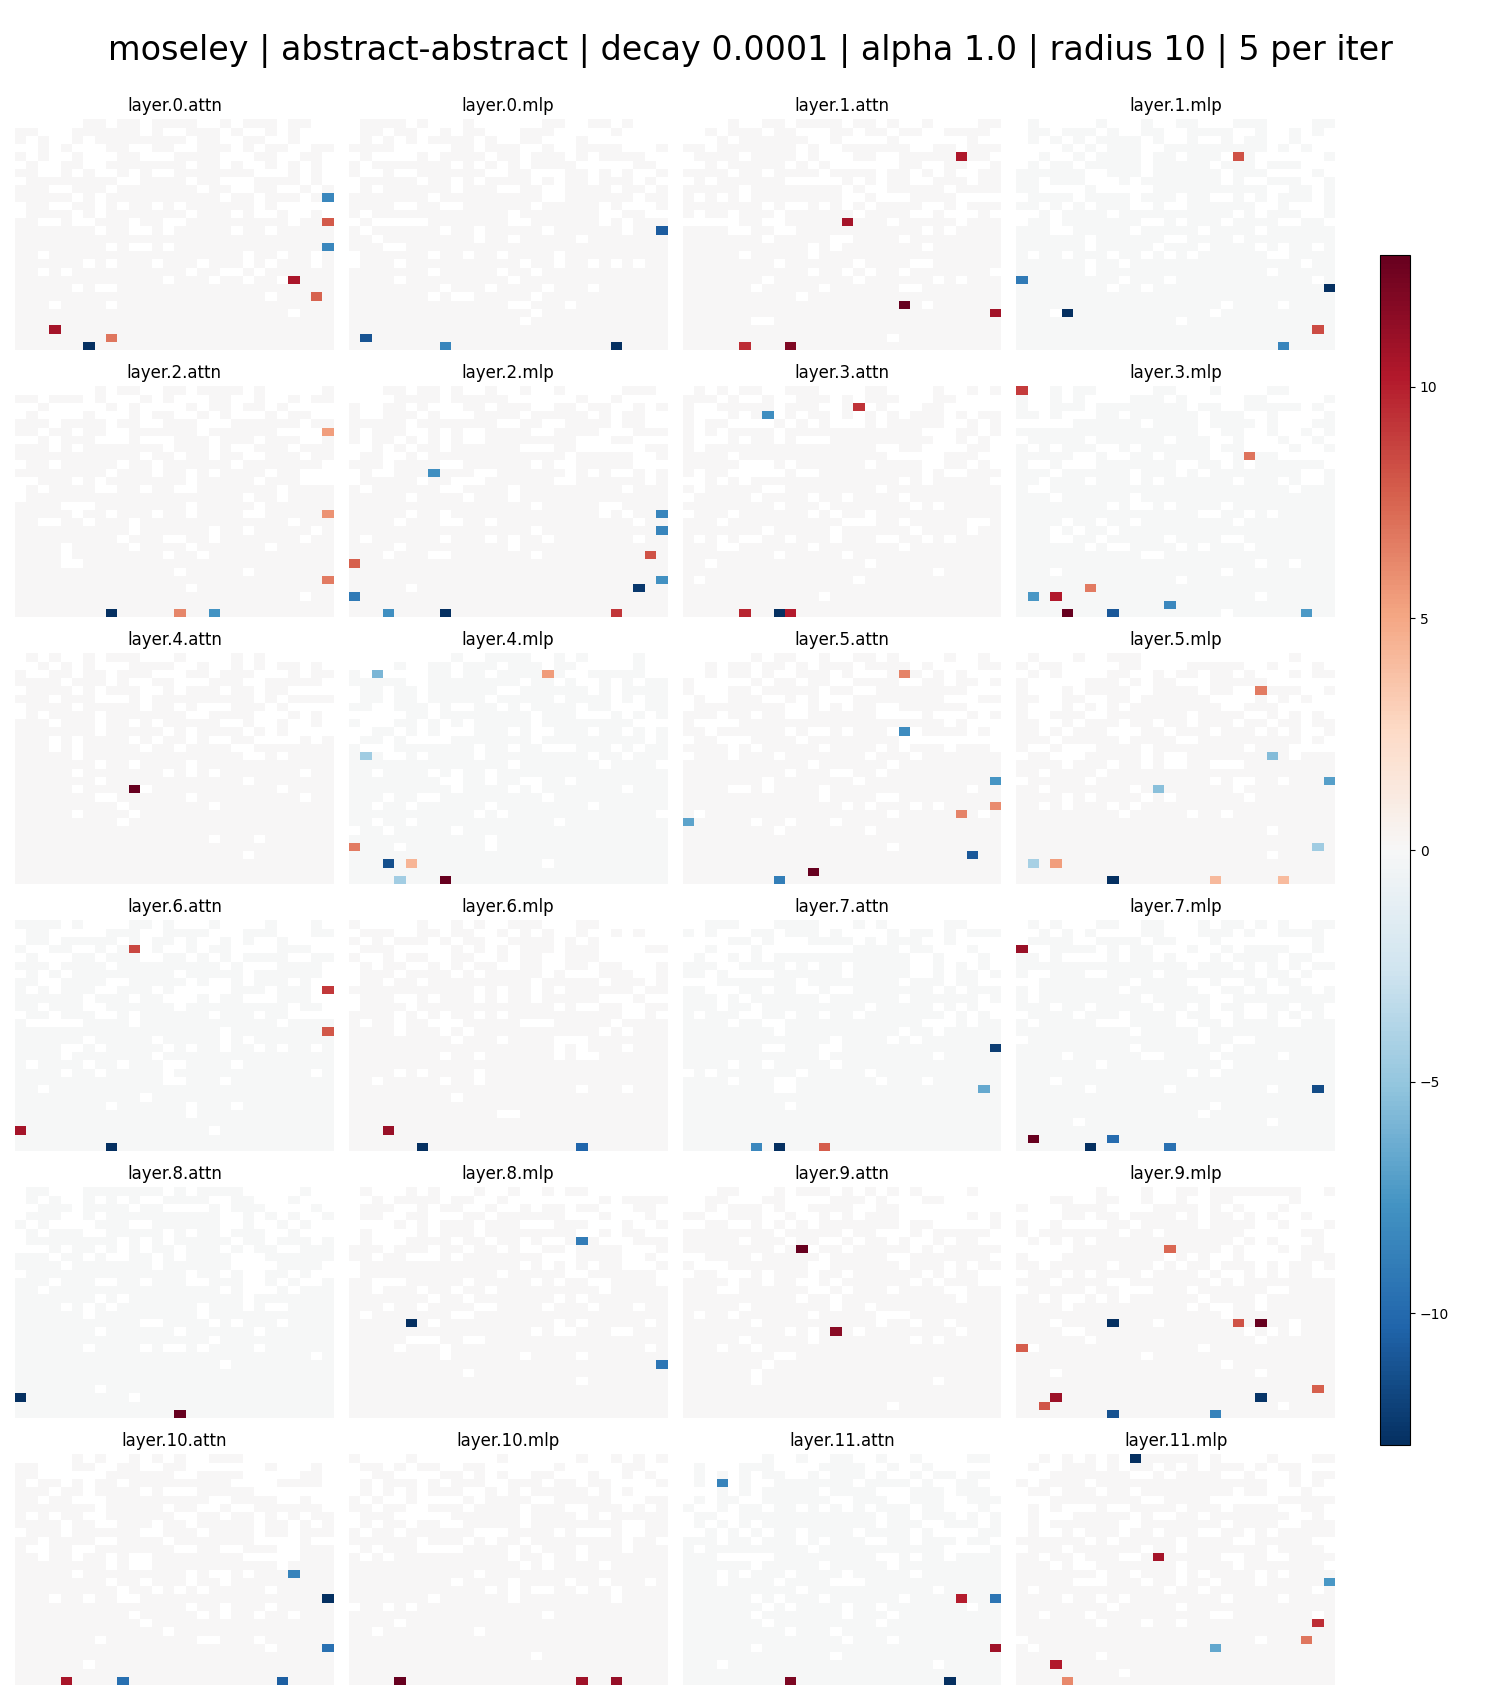 moseley | abstract-abstract | decay 0.0001 | alpha 1.0 | radius 10 | 5 per iter
layer.0.attn
layer.0.mlp
layer.1.attn
layer.1.mlp
layer.2.attn
layer.2.mlp
layer.3.attn
layer.3.mlp
layer.4.attn
layer.4.mlp
layer.5.attn
layer.5.mlp
layer.6.attn
layer.6.mlp
layer.7.attn
layer.7.mlp
layer.8.attn
layer.8.mlp
layer.9.attn
layer.9.mlp
layer.10.attn
layer.10.mlp
layer.11.attn
layer.11.mlp
10
5
0
−5
−10